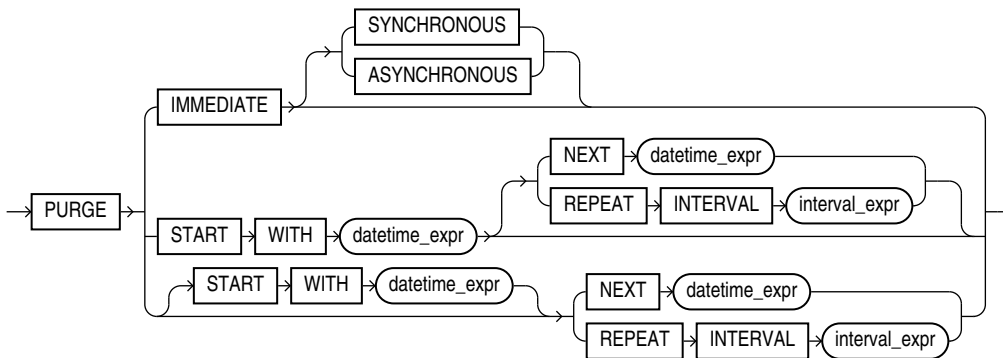 SYNCHRONOUS
ASYNCHRONOUS
IMMEDIATE
NEXT datetime_expr
REPEAT INTERVAL interval_expr
PURGE
START WITH datetime_expr
START WITH datetime_expr
NEXT datetime_expr
REPEAT INTERVAL interval_expr